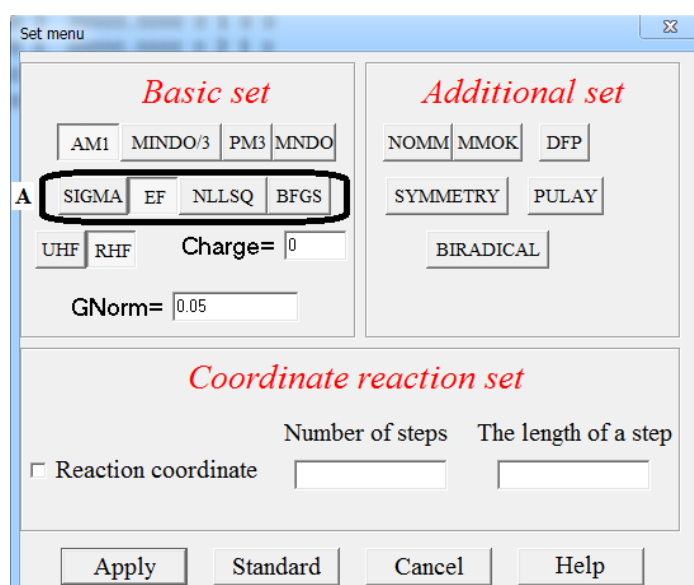 Set menu
Basic set
AM1 MINDO/3 PM3 MNDO
A SIGMA EF NLLSQ BFGS
UHF RHF Charge= 0
GNorm= 0.05
Additional set
NOMM MMOK DFP
SYMMETRY PULAY
BIRADICAL
Coordinate reaction set
Number of steps The length of a step
Reaction coordinate
Apply Standard Cancel Help